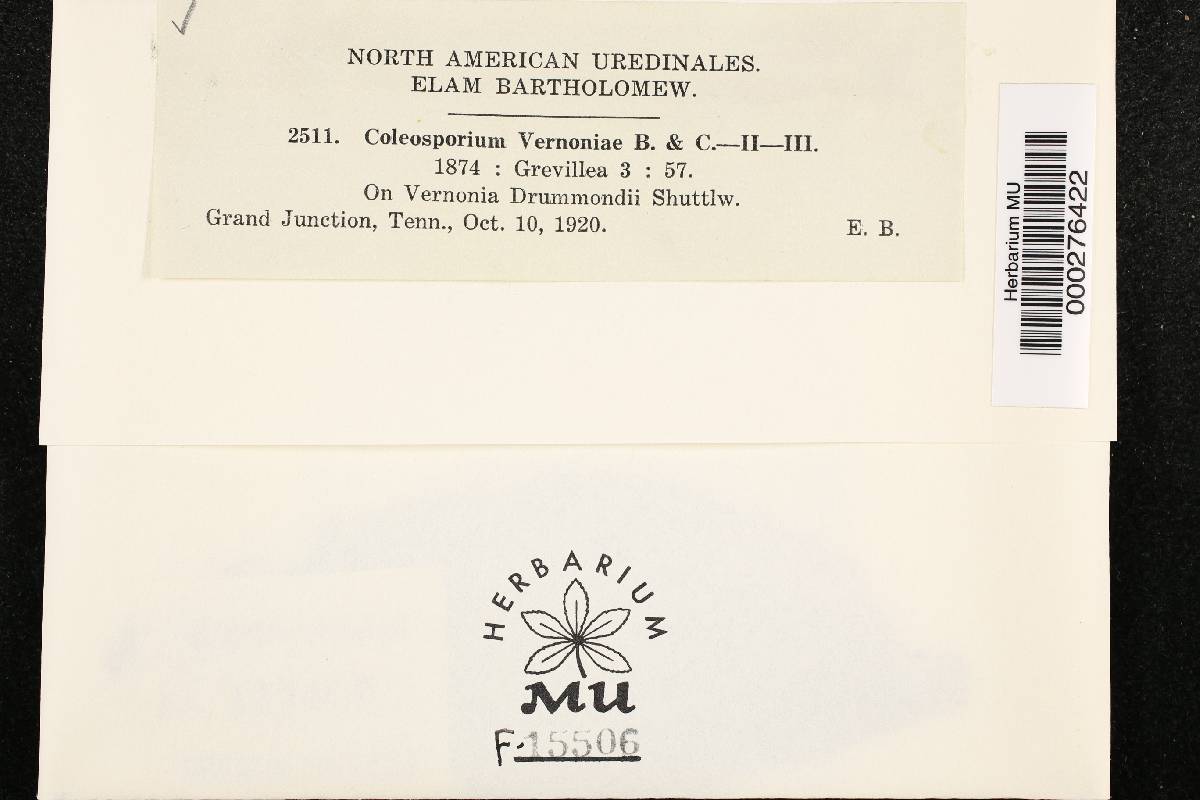 NORTH AMERICAN UREDINALES.
ELAM BARTHOLOMEW.
2511. Coleosporium Vernoniae B. & C.—II—III.
1874 : Grevillea 3 : 57.
On Vernonia Drummondii Shuttlw.
Grand Junction, Tenn., Oct. 10, 1920. E. B.
Herbarium MU
000276422
HERBARIUM
MU
F-15506